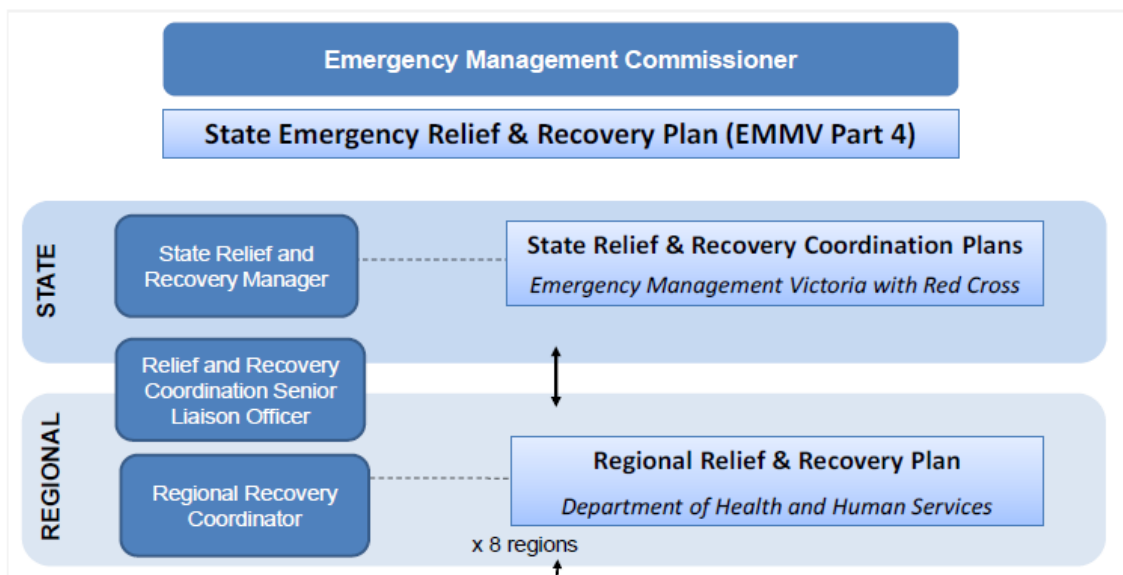 Emergency Management Commissioner
State Emergency Relief & Recovery Plan (EMMV Part 4)
STATE
State Relief and
Recovery Manager
State Relief & Recovery Coordination Plans
Emergency Management Victoria with Red Cross
Relief and Recovery
Coordination Senior
Liaison Officer
REGIONAL
Regional Recovery
Coordinator
Regional Relief & Recovery Plan
Department of Health and Human Services
x 8 regions